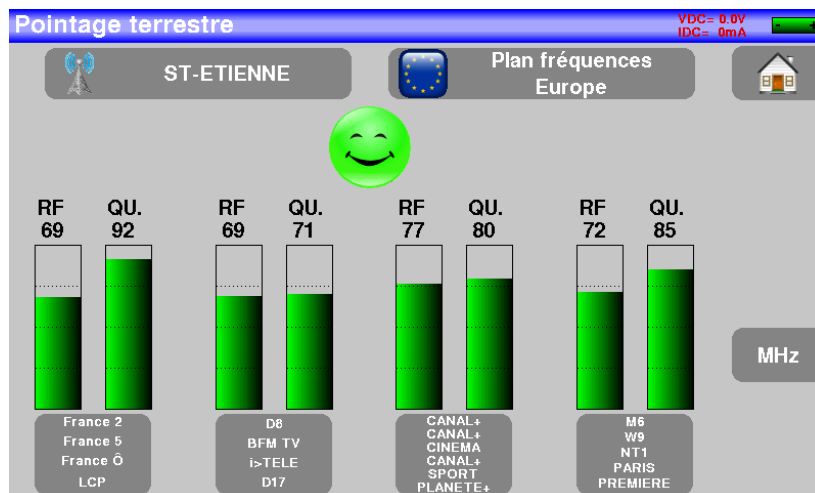 Pointage terrestre
VDC= 0.0V
IDC= 0mA
ST-ETIENNE
Plan fréquences
Europe
RF QU. RF QU. RF QU. RF QU.
69 92 69 71 77 80 72 85
MHz
France 2
France 5
France Ô
LCP
D8
BFM TV
i>TELE
D17
CANAL+
CANAL+
CINEMA
CANAL+
SPORT
PLANETE+
M6
W9
NT1
PARIS
PREMIERE